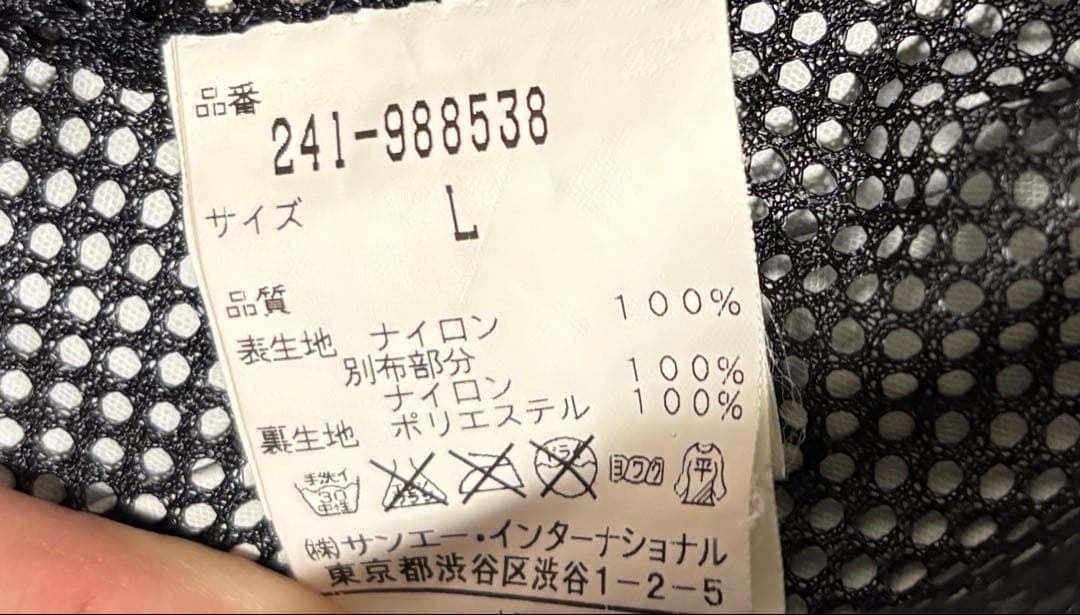 品番
241-988538
サイズ L
品質
表生地 ナイロン 100%
別布部分
ナイロン 100%
裏生地 ポリエステル 100%
手洗イ 30 中性
ヨワク 平
(株)サンエー・インターナショナル
東京都渋谷区渋谷1-2-5